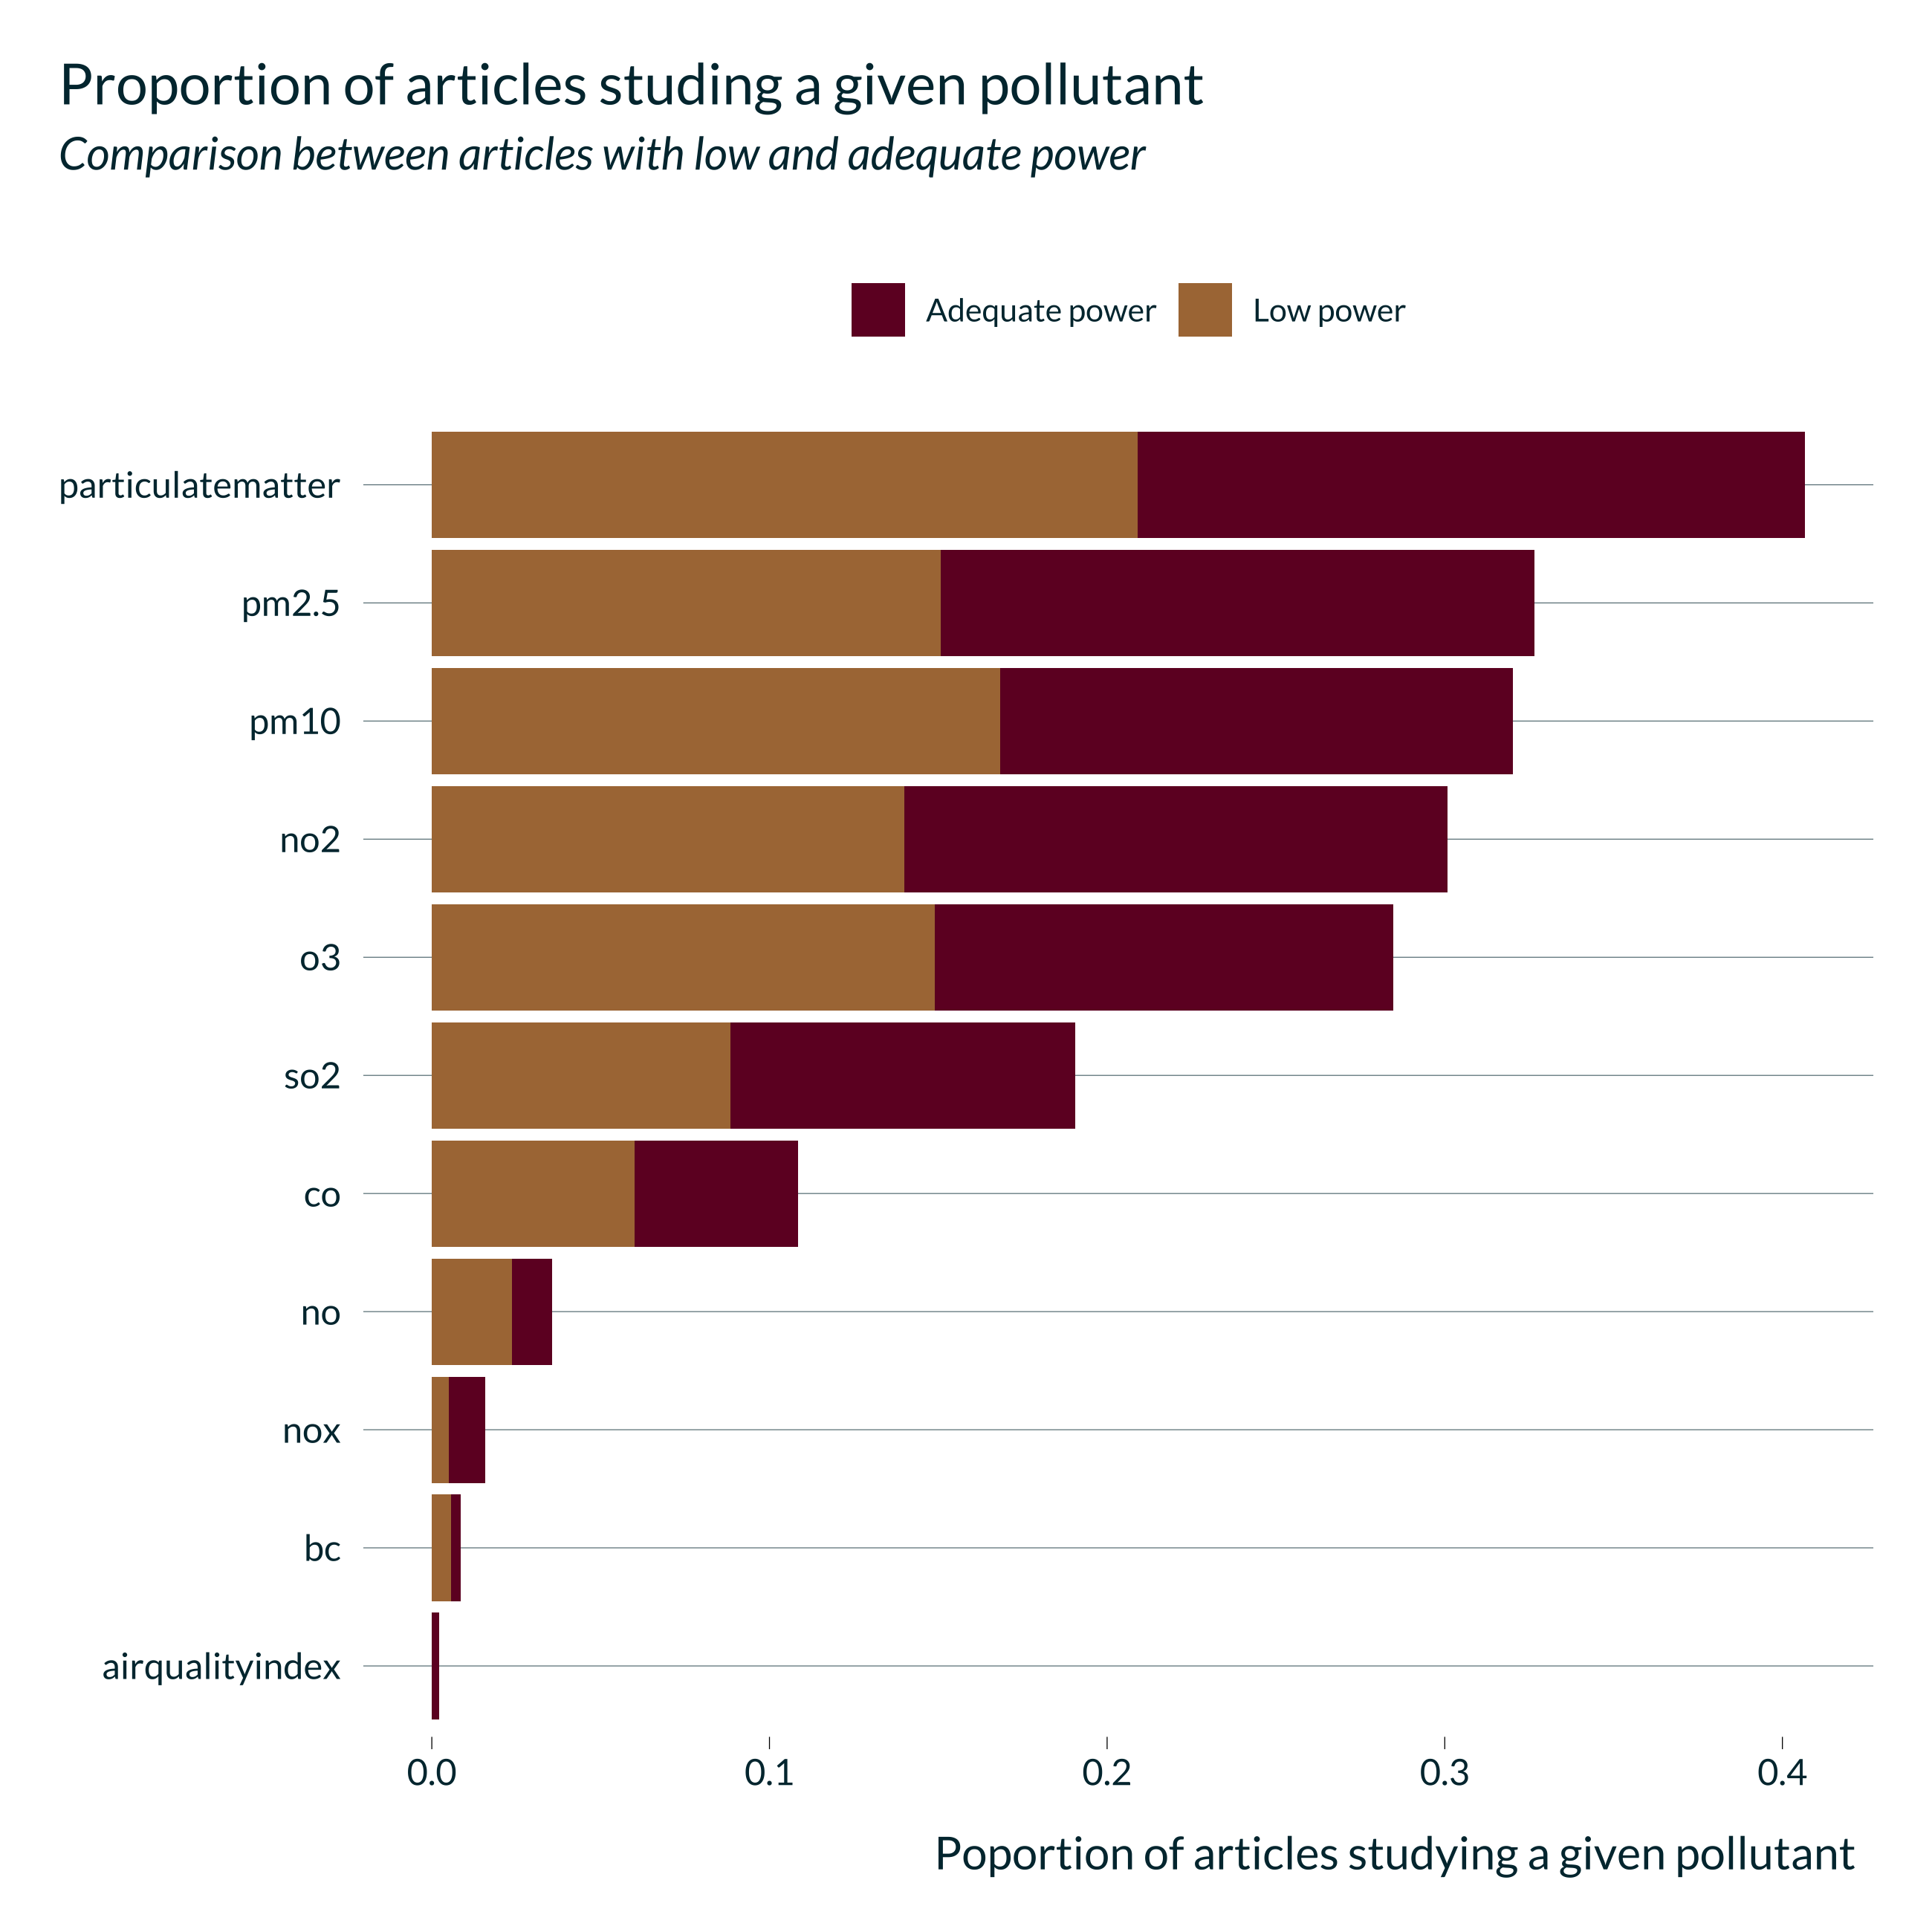 Proportion of articles studing a given pollutant
Comparison between articles with low and adequate power
Adequate power
Low power
particulatematter
pm2.5
pm10
no2
o3
so2
co
no
nox
bc
airqualityindex
0.0 0.1 0.2 0.3 0.4
Poportion of articles studying a given pollutant